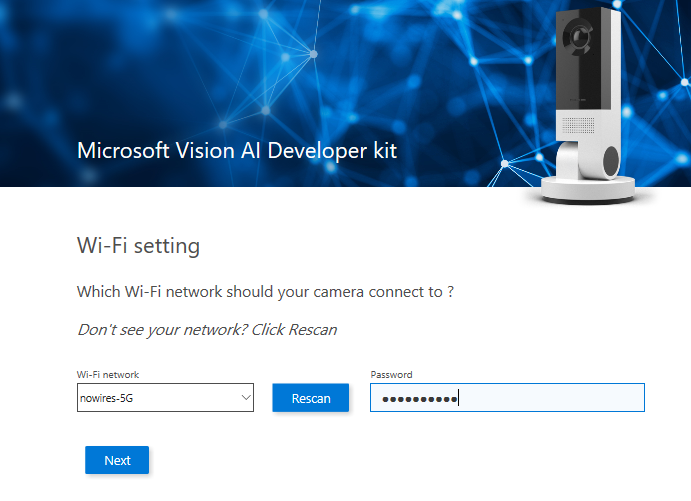 Microsoft Vision AI Developer kit
Wi-Fi setting
Which Wi-Fi network should your camera connect to ?
Don't see your network? Click Rescan
Wi-Fi network
Password
nowires-5G
Rescan
●●●●●●●●●●
Next